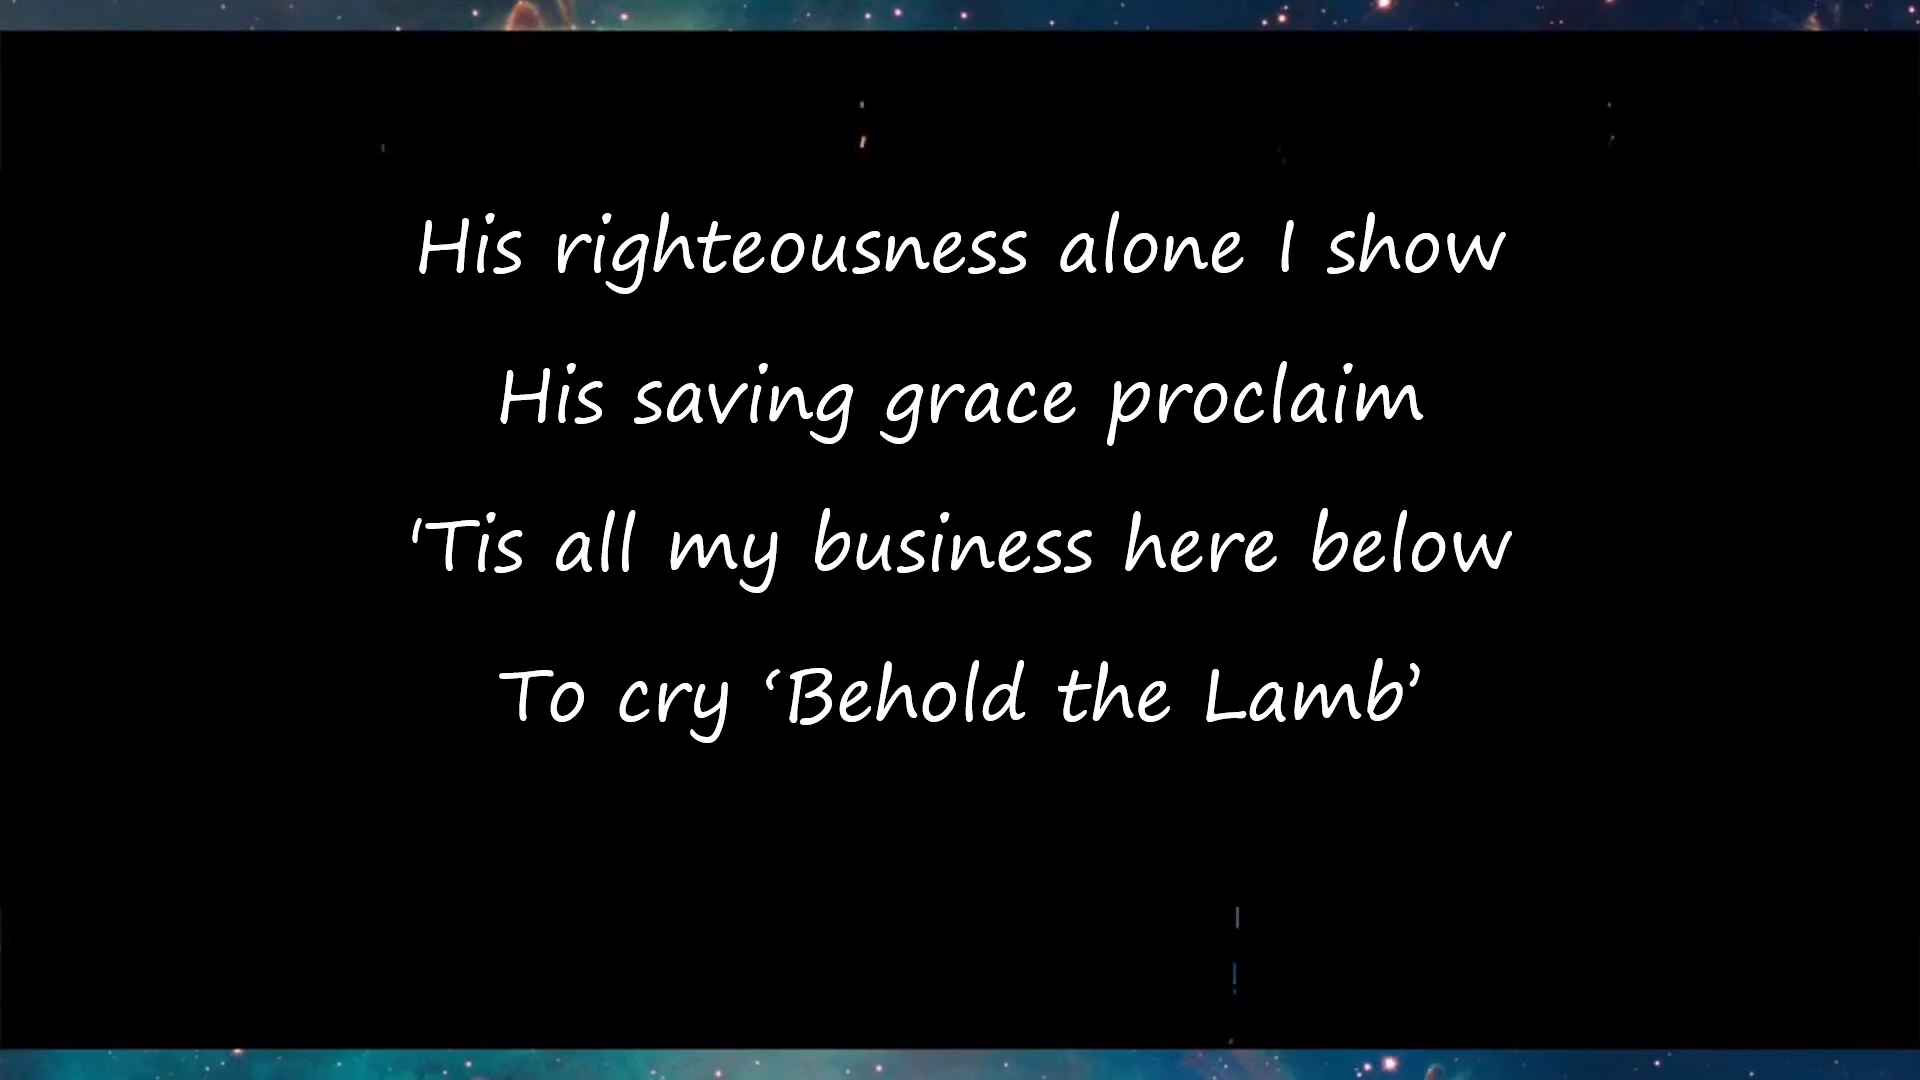 His righteousness alone I show
His saving grace proclaim
'Tis all my business here below
To cry ‘Behold the Lamb’